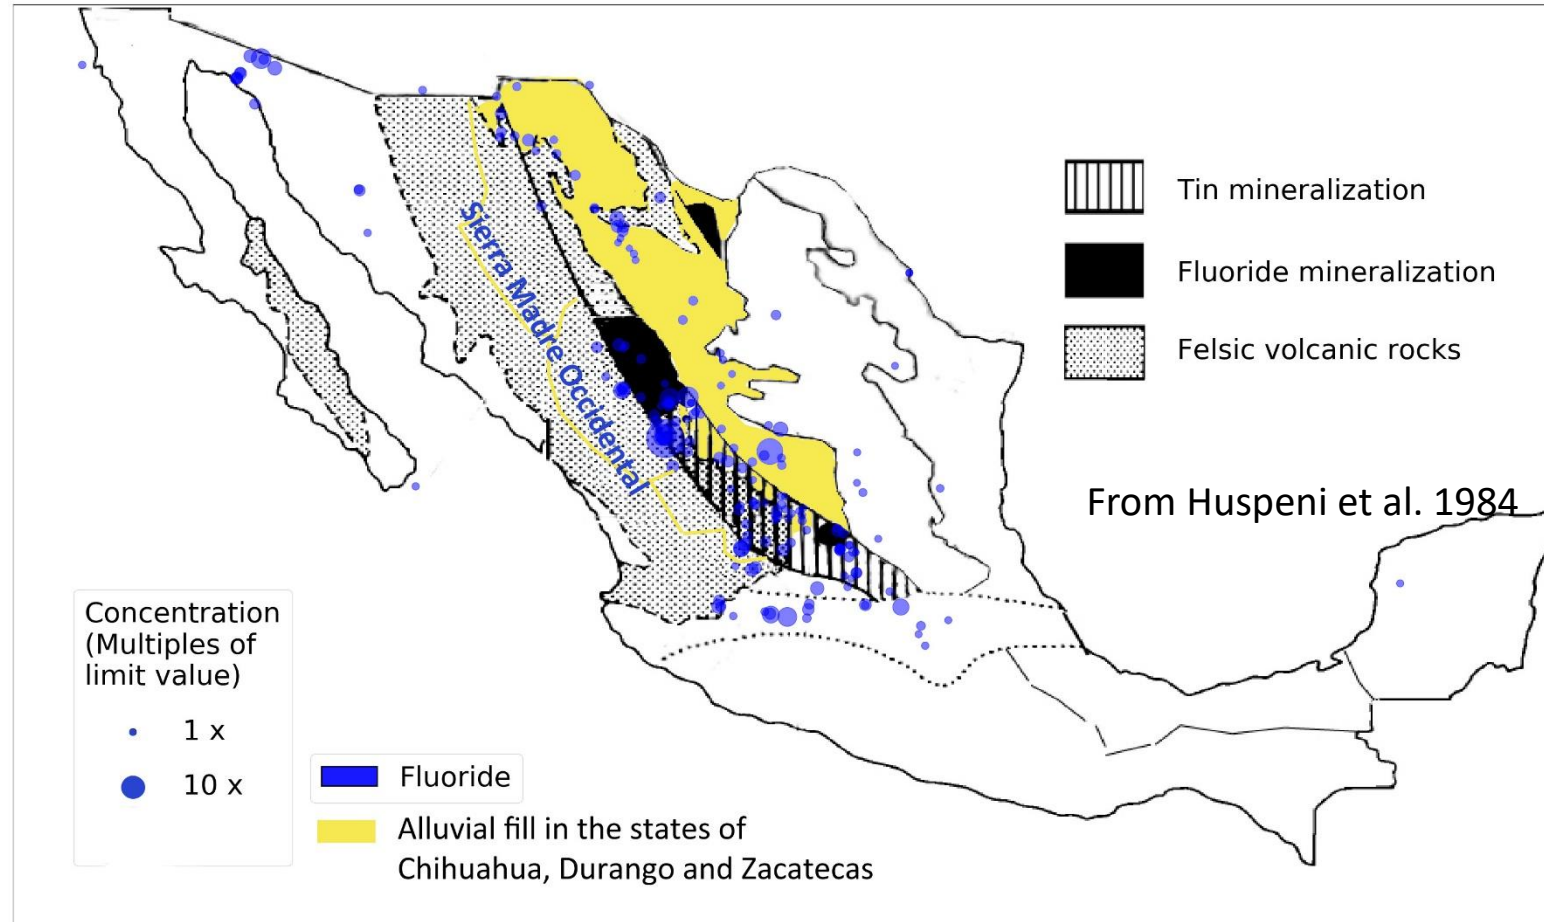 Tin mineralization
Fluoride mineralization
Felsic volcanic rocks
Sierra Madre Occidental
From Huspeni et al. 1984
Concentration
(Multiples of
limit value)
1 x
10 x
Fluoride
Alluvial fill in the states of
Chihuahua, Durango and Zacatecas